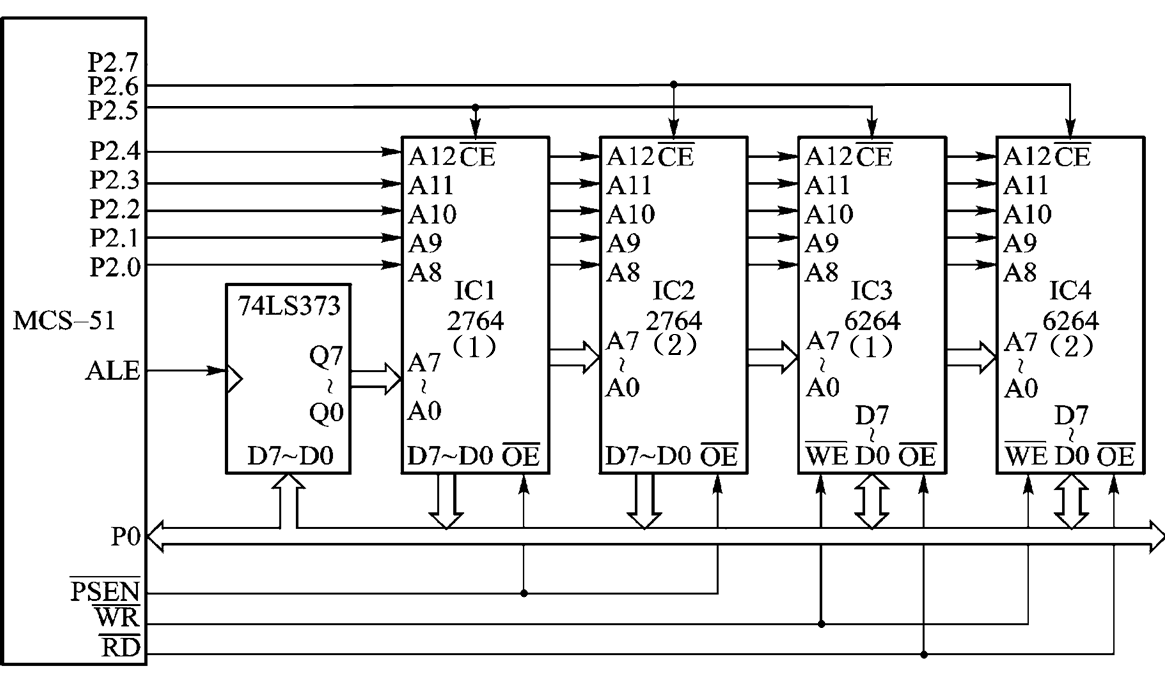 P2.7
P2.6
P2.5
P2.4
P2.3
P2.2
P2.1
P2.0
MCS–51
ALE
P0
PSEN
WR
RD
74LS373
Q7
~
Q0
D7~D0
A12 CE
A11
A10
A9
A8
IC1
2764
（1）
A7
~
A0
D7~D0 OE
A12 CE
A11
A10
A9
A8
IC2
2764
（2）
A7
~
A0
D7~D0 OE
A12 CE
A11
A10
A9
A8
IC3
6264
（1）
A7
~
A0
D7
~
WE D0 OE
A12 CE
A11
A10
A9
A8
IC4
6264
（2）
A7
~
A0
D7
~
WE D0 OE